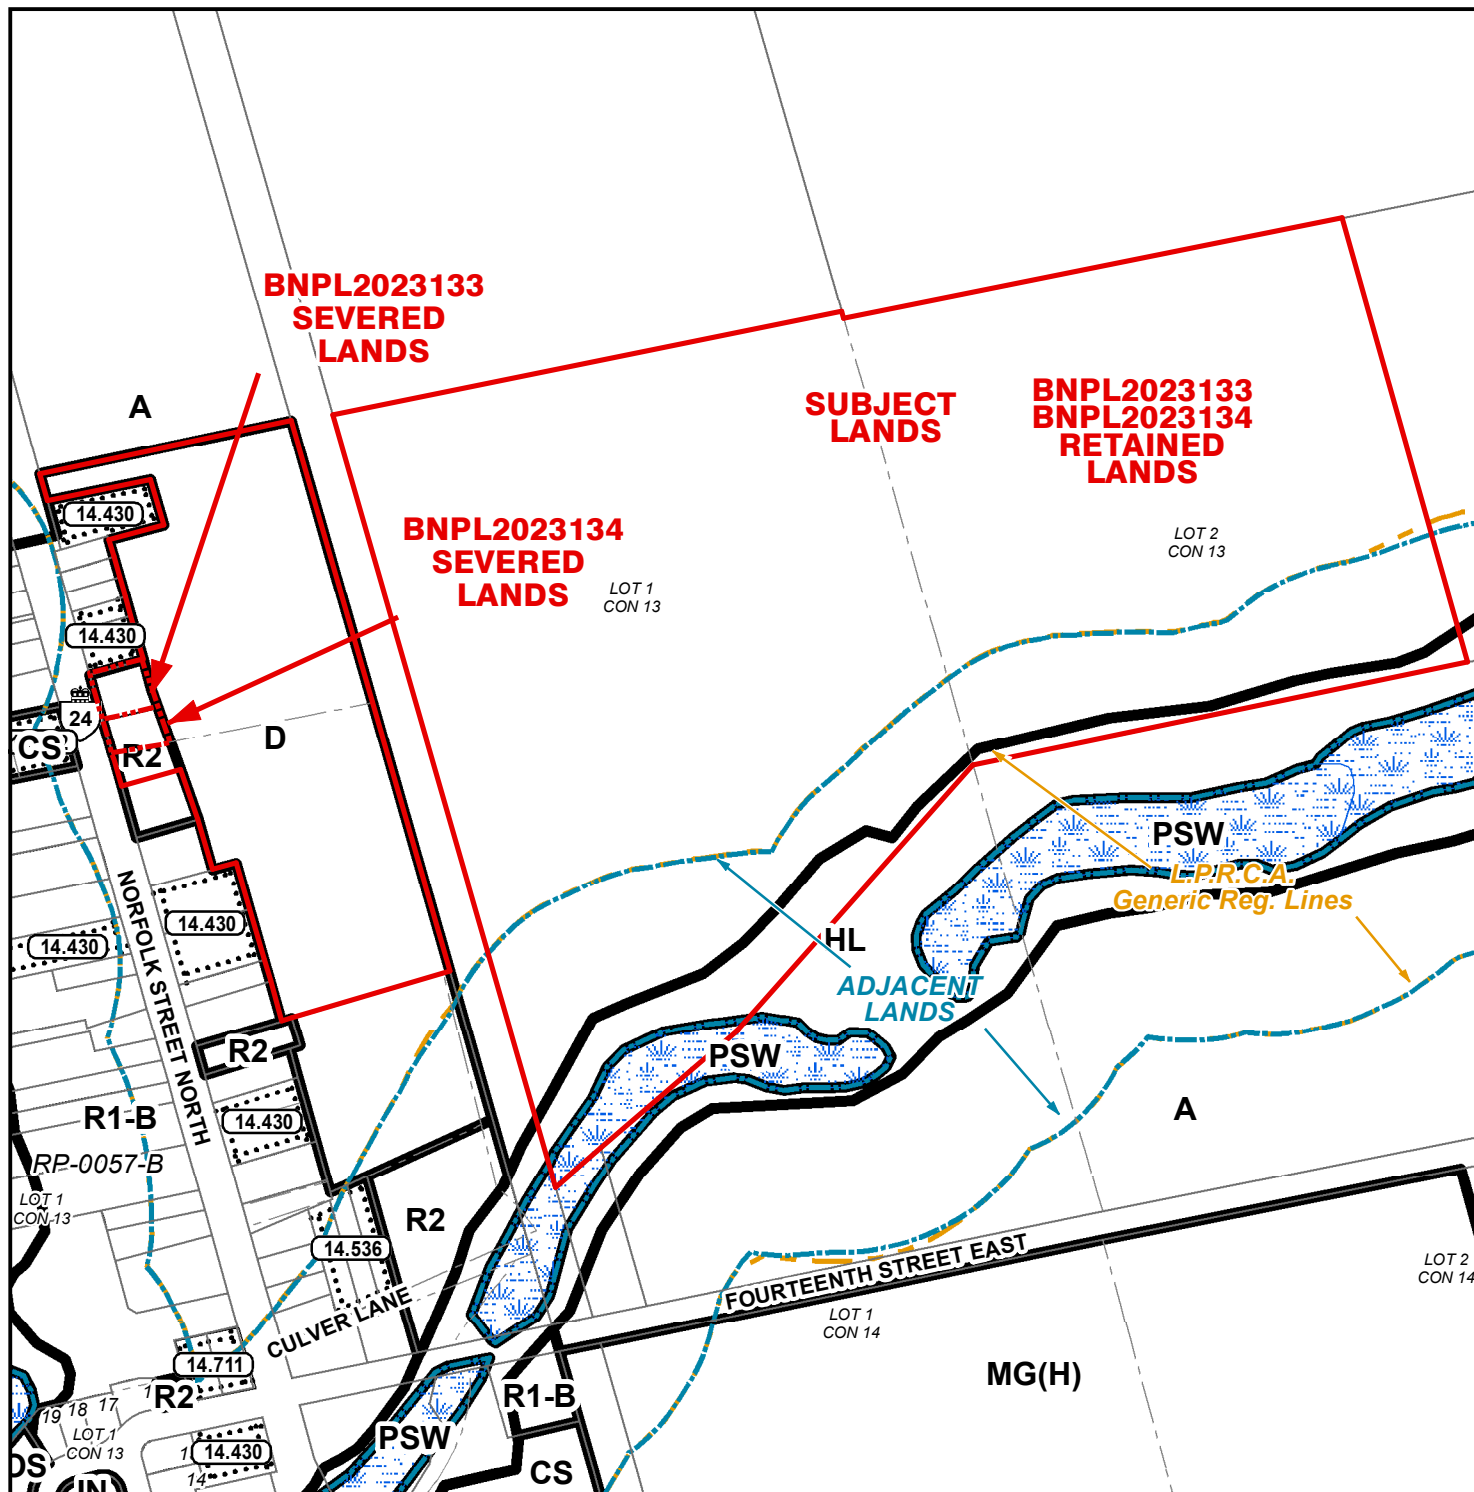 BNPL2023133
SEVERED
LANDS
A
SUBJECT
LANDS
BNPL2023133
BNPL2023134
RETAINED
LANDS
14.430
BNPL2023134
SEVERED
LANDS
LOT 1
CON 13
LOT 2
CON 13
14.430
24
CS
R2
D
PSW
L.P.R.C.A.
Generic Reg. Lines
NORFOLK STREET NORTH
14.430
14.430
HL
ADJACENT
LANDS
R2
PSW
R1-B
14.430
A
RP-0057-B
LOT 1
CON 13
R2
14.536
FOURTEENTH STREET EAST
LOT 2
CON 14
CULVER LANE
LOT 1
CON 14
14.711
MG(H)
R2
R1-B
19
18
17
LOT 1
CON 13
PSW
14.430
14
OS
CS
IN